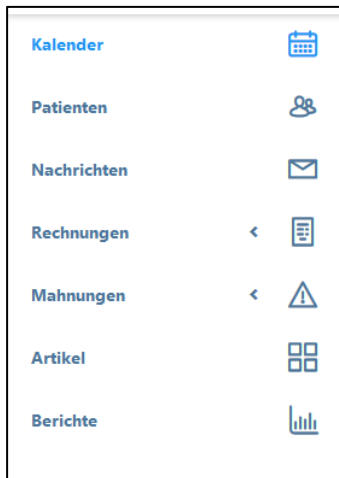 Kalender
Patienten
Nachrichten
Rechnungen
Mahnungen
Artikel
Berichte